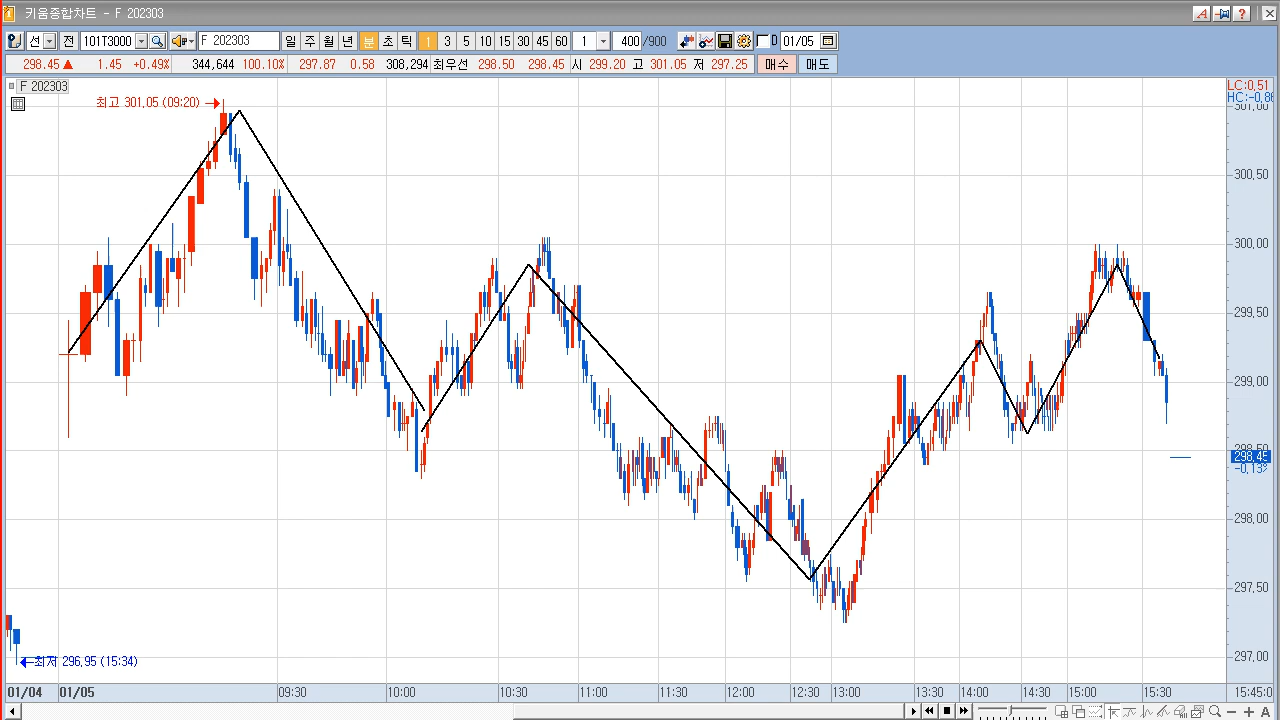 키움종합차트 - F 202303
선 전 101T3000 F 202303 일 주 월 년 분 초 틱 1 3 5 10 15 30 45 60 1 400 /900 D 01/05
298.45 ▲ 1.45 +0.49% 344,644 100.10% 297.87 0.58 308,294 최우선 298.50 298.45 시 299.20 고 301.05 저 297.25 매수 매도
F 202303
LC:0,51
HC:-0,86
최고 301,05 (09:20)
301,00
300,50
300,00
299,50
299,00
298,50
298,45
-0,13%
298,00
297,50
297,00
최저 296,95 (15:34)
01/04 01/05 09:30 10:00 10:30 11:00 11:30 12:00 12:30 13:00 13:30 14:00 14:30 15:00 15:30 15:45:0
A